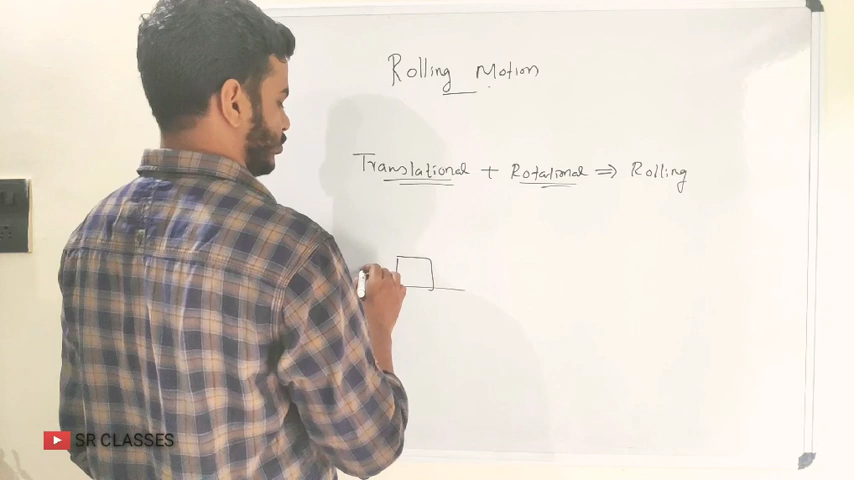 Rolling Motion
Translational + Rotational ⇒ Rolling
SR CLASSES